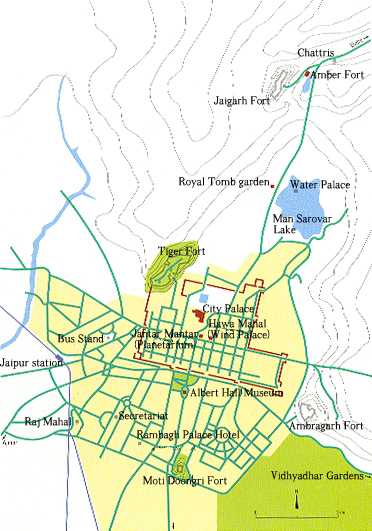 Chattris
Amber Fort
Jaigarh Fort
Royal Tomb garden
Water Palace
Man Sarovar
Lake
Tiger Fort
City Palace
Hawa Mahal
(Wind Palace)
Jantar Mantar
(Planetarium)
Bus Stand
Jaipur station
Albert Hall Museum
Raj Mahal
Secretariat
Ambragarh Fort
Rambagh Palace Hotel
Moti Doongri Fort
Vidhyadhar Gardens